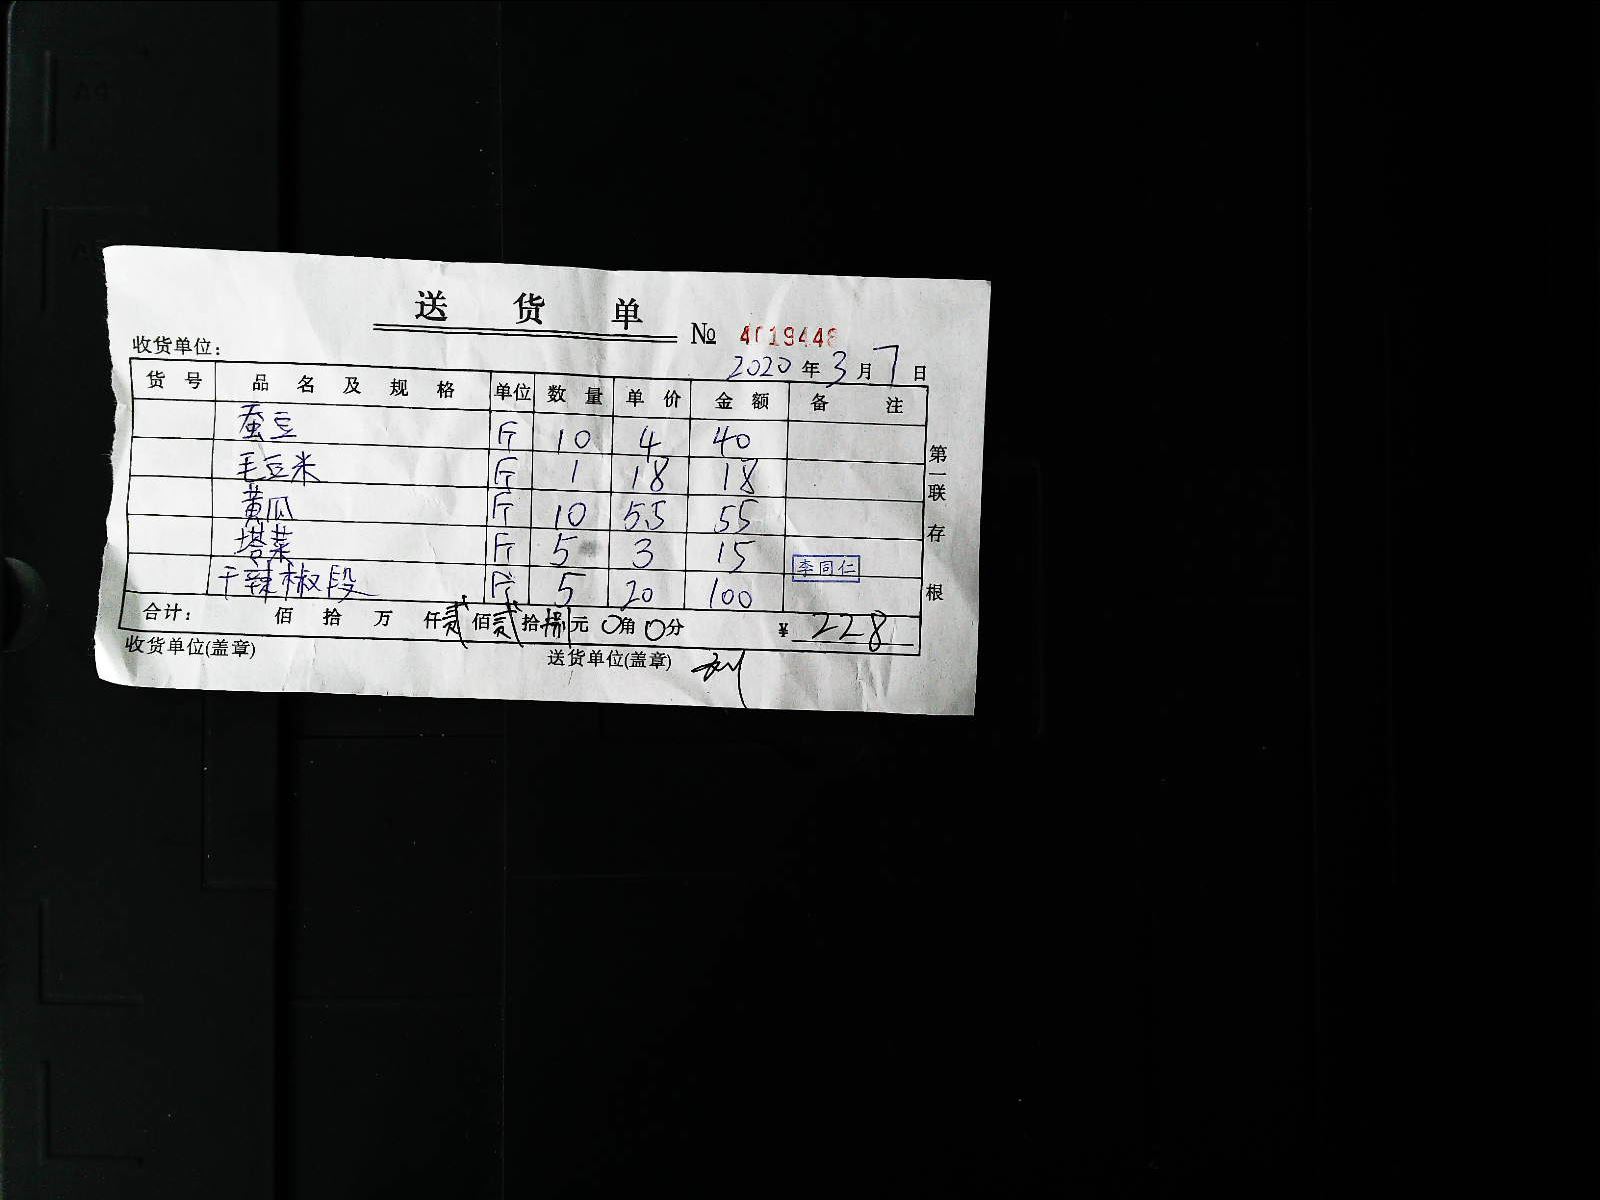 送 货 单
№ 4019448
收货单位：
2020 年 3 月 7 日
货 号 品 名 及 规 格 单位 数 量 单 价 金 额 备 注
蚕豆 斤 10 4 40
毛豆米 斤 1 18 18
黄瓜 斤 10 5.5 55
塔菜 斤 5 3 15
李同仁
干辣椒段 斤 5 20 100
合计： 佰 拾 万 仟 贰 佰 贰 拾 捌 元 0 角 0 分 ¥ 228
收货单位(盖章) 送货单位(盖章)
第一联 存根